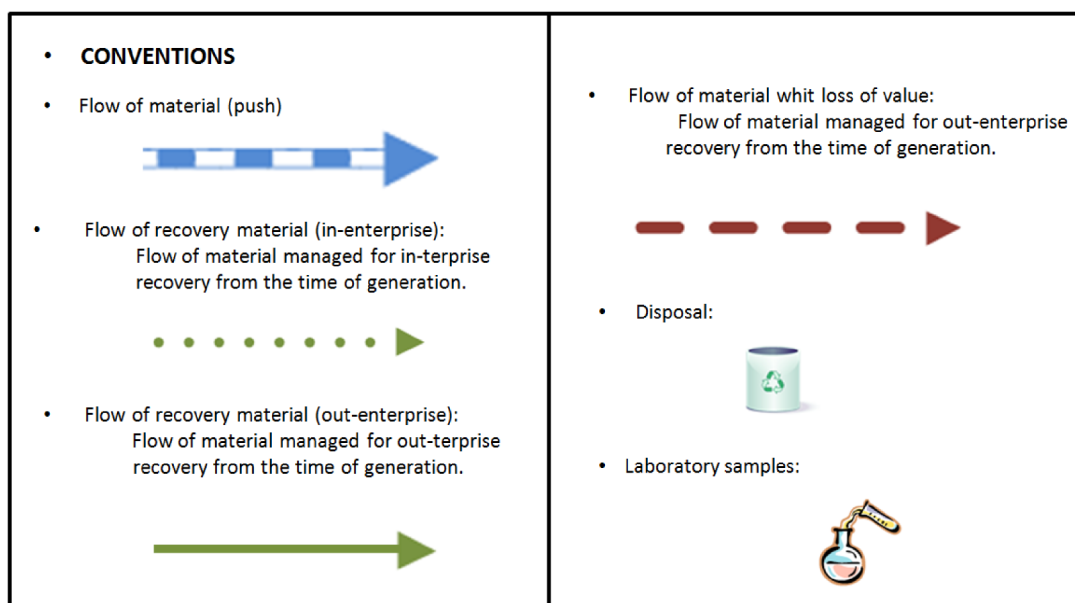 • CONVENTIONS
• Flow of material (push)
• Flow of recovery material (in-enterprise):
Flow of material managed for in-terprise
recovery from the time of generation.
• Flow of recovery material (out-enterprise):
Flow of material managed for out-terprise
recovery from the time of generation.
• Flow of material whit loss of value:
Flow of material managed for out-enterprise
recovery from the time of generation.
• Disposal:
• Laboratory samples: